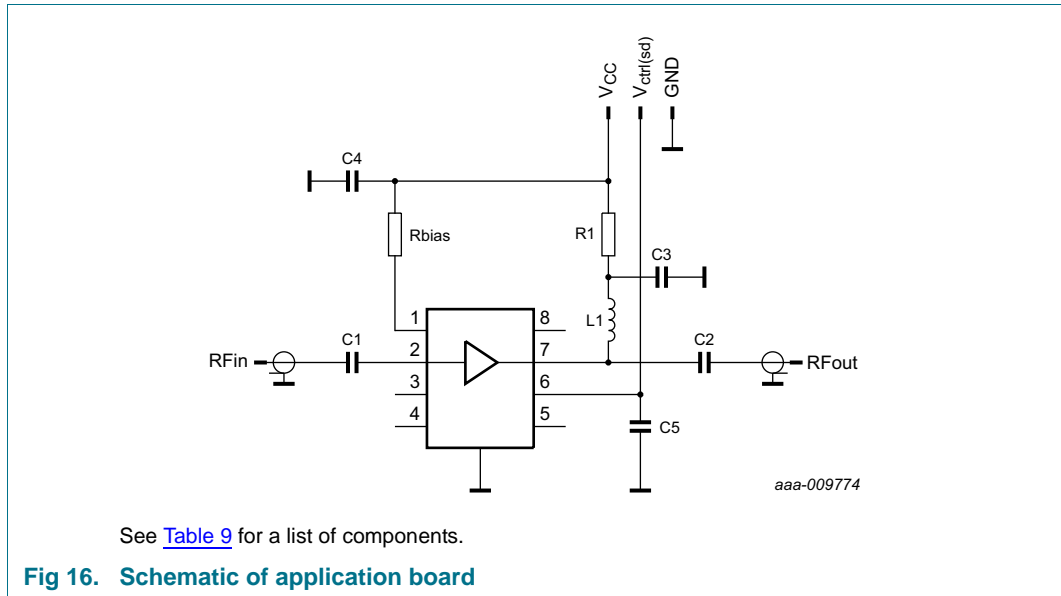 VCC
Vctrl(sd)
GND
C4
Rbias
R1
C3
L1
C1
C2
RFin
RFout
1
2
3
4
8
7
6
5
C5
aaa-009774
See Table 9 for a list of components.
Fig 16. Schematic of application board